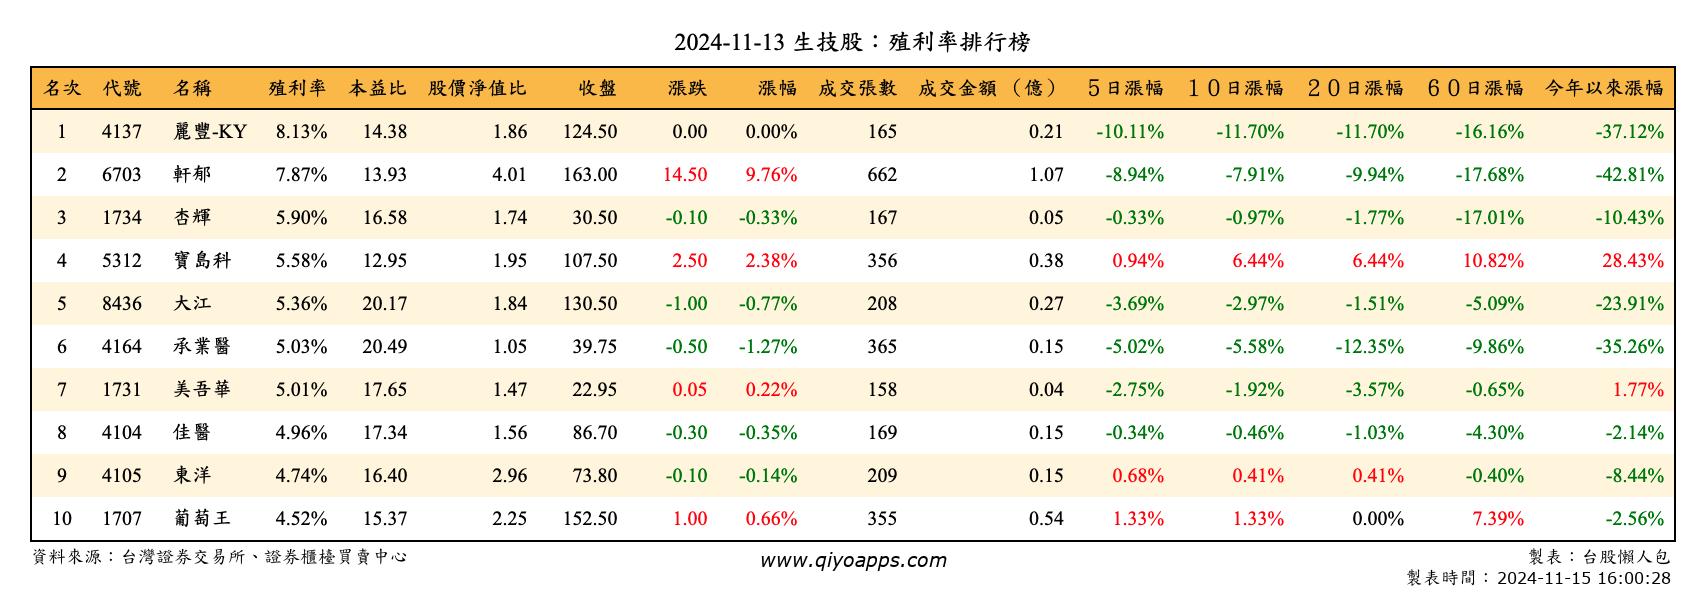 2024-11-13 生技股：殖利率排行榜
名次 代號 名稱 殖利率 本益比 股價淨值比 收盤 漲跌 漲幅 成交張數 成交金額（億） ５日漲幅 １０日漲幅 ２０日漲幅 ６０日漲幅 今年以來漲幅
1 4137 麗豐-KY 8.13% 14.38 1.86 124.50 0.00 0.00% 165 0.21 -10.11% -11.70% -11.70% -16.16% -37.12%
2 6703 軒郁 7.87% 13.93 4.01 163.00 14.50 9.76% 662 1.07 -8.94% -7.91% -9.94% -17.68% -42.81%
3 1734 杏輝 5.90% 16.58 1.74 30.50 -0.10 -0.33% 167 0.05 -0.33% -0.97% -1.77% -17.01% -10.43%
4 5312 寶島科 5.58% 12.95 1.95 107.50 2.50 2.38% 356 0.38 0.94% 6.44% 6.44% 10.82% 28.43%
5 8436 大江 5.36% 20.17 1.84 130.50 -1.00 -0.77% 208 0.27 -3.69% -2.97% -1.51% -5.09% -23.91%
6 4164 承業醫 5.03% 20.49 1.05 39.75 -0.50 -1.27% 365 0.15 -5.02% -5.58% -12.35% -9.86% -35.26%
7 1731 美吾華 5.01% 17.65 1.47 22.95 0.05 0.22% 158 0.04 -2.75% -1.92% -3.57% -0.65% 1.77%
8 4104 佳醫 4.96% 17.34 1.56 86.70 -0.30 -0.35% 169 0.15 -0.34% -0.46% -1.03% -4.30% -2.14%
9 4105 東洋 4.74% 16.40 2.96 73.80 -0.10 -0.14% 209 0.15 0.68% 0.41% 0.41% -0.40% -8.44%
10 1707 葡萄王 4.52% 15.37 2.25 152.50 1.00 0.66% 355 0.54 1.33% 1.33% 0.00% 7.39% -2.56%
資料來源：台灣證券交易所、證券櫃檯買賣中心 www.qiyoapps.com 製表：台股懶人包
製表時間：2024-11-15 16:00:28